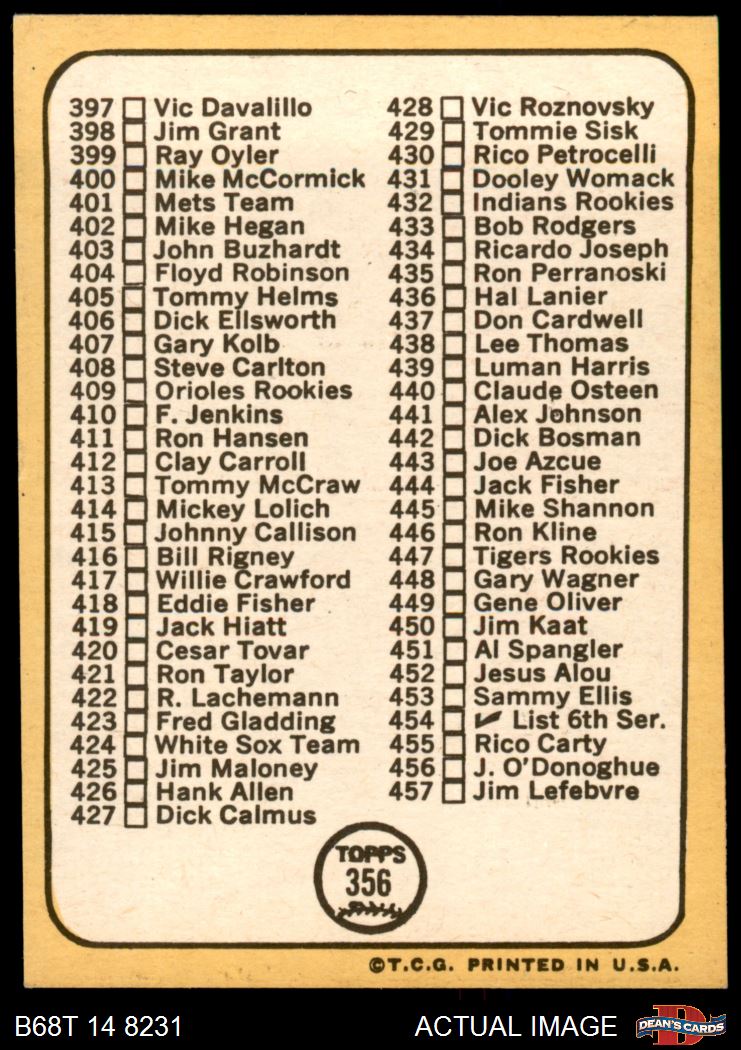 397 Vic Davalillo
398 Jim Grant
399 Ray Oyler
400 Mike McCormick
401 Mets Team
402 Mike Hegan
403 John Buzhardt
404 Floyd Robinson
405 Tommy Helms
406 Dick Ellsworth
407 Gary Kolb
408 Steve Carlton
409 Orioles Rookies
410 F. Jenkins
411 Ron Hansen
412 Clay Carroll
413 Tommy McCraw
414 Mickey Lolich
415 Johnny Callison
416 Bill Rigney
417 Willie Crawford
418 Eddie Fisher
419 Jack Hiatt
420 Cesar Tovar
421 Ron Taylor
422 R. Lachemann
423 Fred Gladding
424 White Sox Team
425 Jim Maloney
426 Hank Allen
427 Dick Calmus
428 Vic Roznovsky
429 Tommie Sisk
430 Rico Petrocelli
431 Dooley Womack
432 Indians Rookies
433 Bob Rodgers
434 Ricardo Joseph
435 Ron Perranoski
436 Hal Lanier
437 Don Cardwell
438 Lee Thomas
439 Luman Harris
440 Claude Osteen
441 Alex Johnson
442 Dick Bosman
443 Joe Azcue
444 Jack Fisher
445 Mike Shannon
446 Ron Kline
447 Tigers Rookies
448 Gary Wagner
449 Gene Oliver
450 Jim Kaat
451 Al Spangler
452 Jesus Alou
453 Sammy Ellis
454 ✓ List 6th Ser.
455 Rico Carty
456 J. O'Donoghue
457 Jim Lefebvre
TOPPS
356
©T.C.G. PRINTED IN U.S.A.
B68T 14 8231
ACTUAL IMAGE
D
DEAN'S CARDS